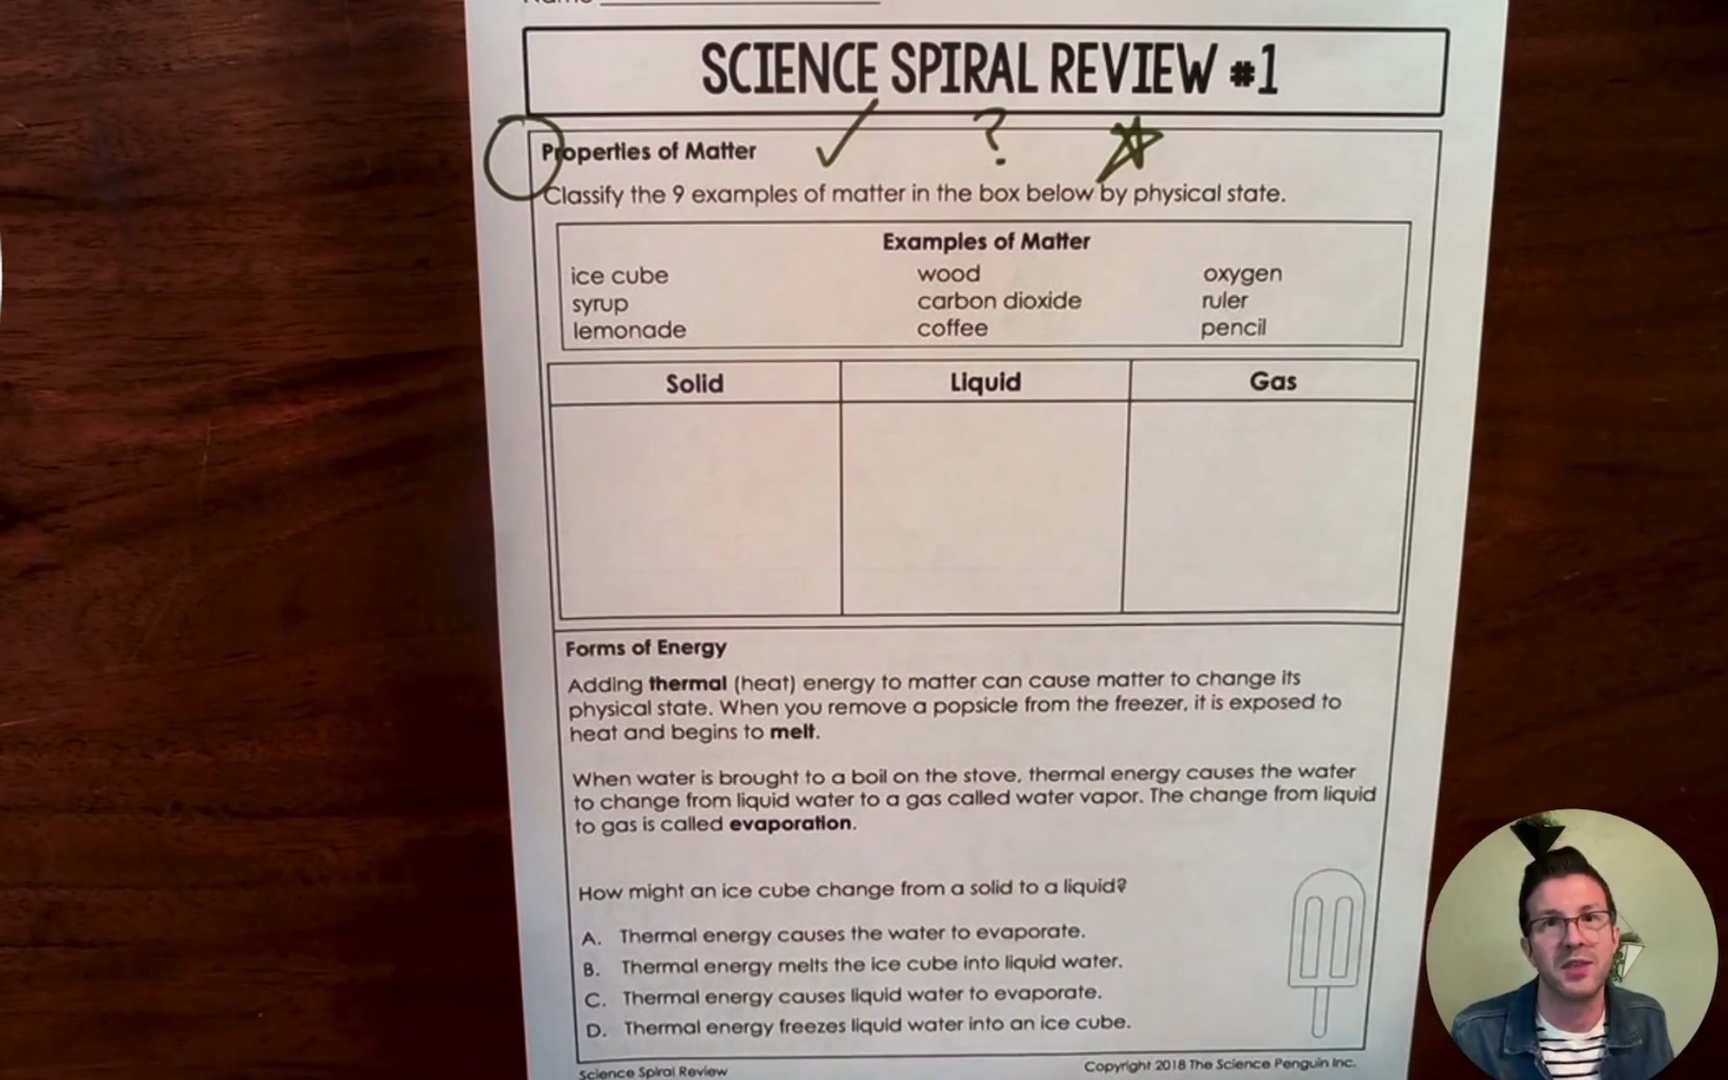 SCIENCE SPIRAL REVIEW #1
Properties of Matter
Classify the 9 examples of matter in the box below by physical state.
Examples of Matter
ice cube wood oxygen
syrup carbon dioxide ruler
lemonade coffee pencil
Solid Liquid Gas
Forms of Energy
Adding thermal (heat) energy to matter can cause matter to change its
physical state. When you remove a popsicle from the freezer, it is exposed to
heat and begins to melt.
When water is brought to a boil on the stove, thermal energy causes the water
to change from liquid water to a gas called water vapor. The change from liquid
to gas is called evaporation.
How might an ice cube change from a solid to a liquid?
A. Thermal energy causes the water to evaporate.
B. Thermal energy melts the ice cube into liquid water.
C. Thermal energy causes liquid water to evaporate.
D. Thermal energy freezes liquid water into an ice cube.
Science Spiral Review Copyright 2018 The Science Penguin Inc.